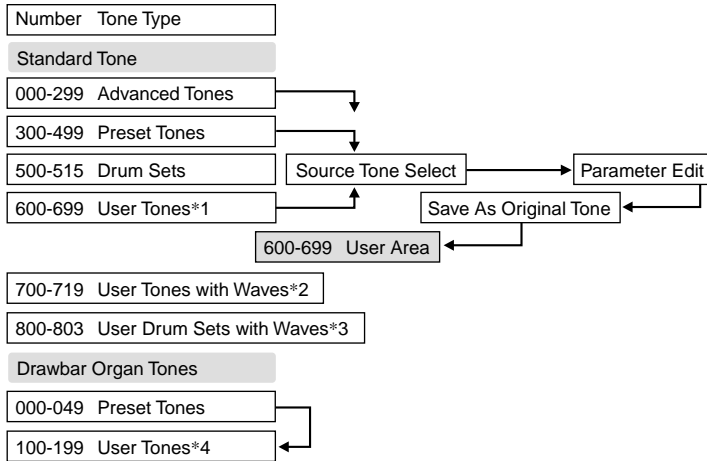 Number Tone Type
Standard Tone
000-299 Advanced Tones
300-499 Preset Tones
500-515 Drum Sets
Source Tone Select
Parameter Edit
600-699 User Tones*1
Save As Original Tone
600-699 User Area
700-719 User Tones with Waves*2
800-803 User Drum Sets with Waves*3
Drawbar Organ Tones
000-049 Preset Tones
100-199 User Tones*4